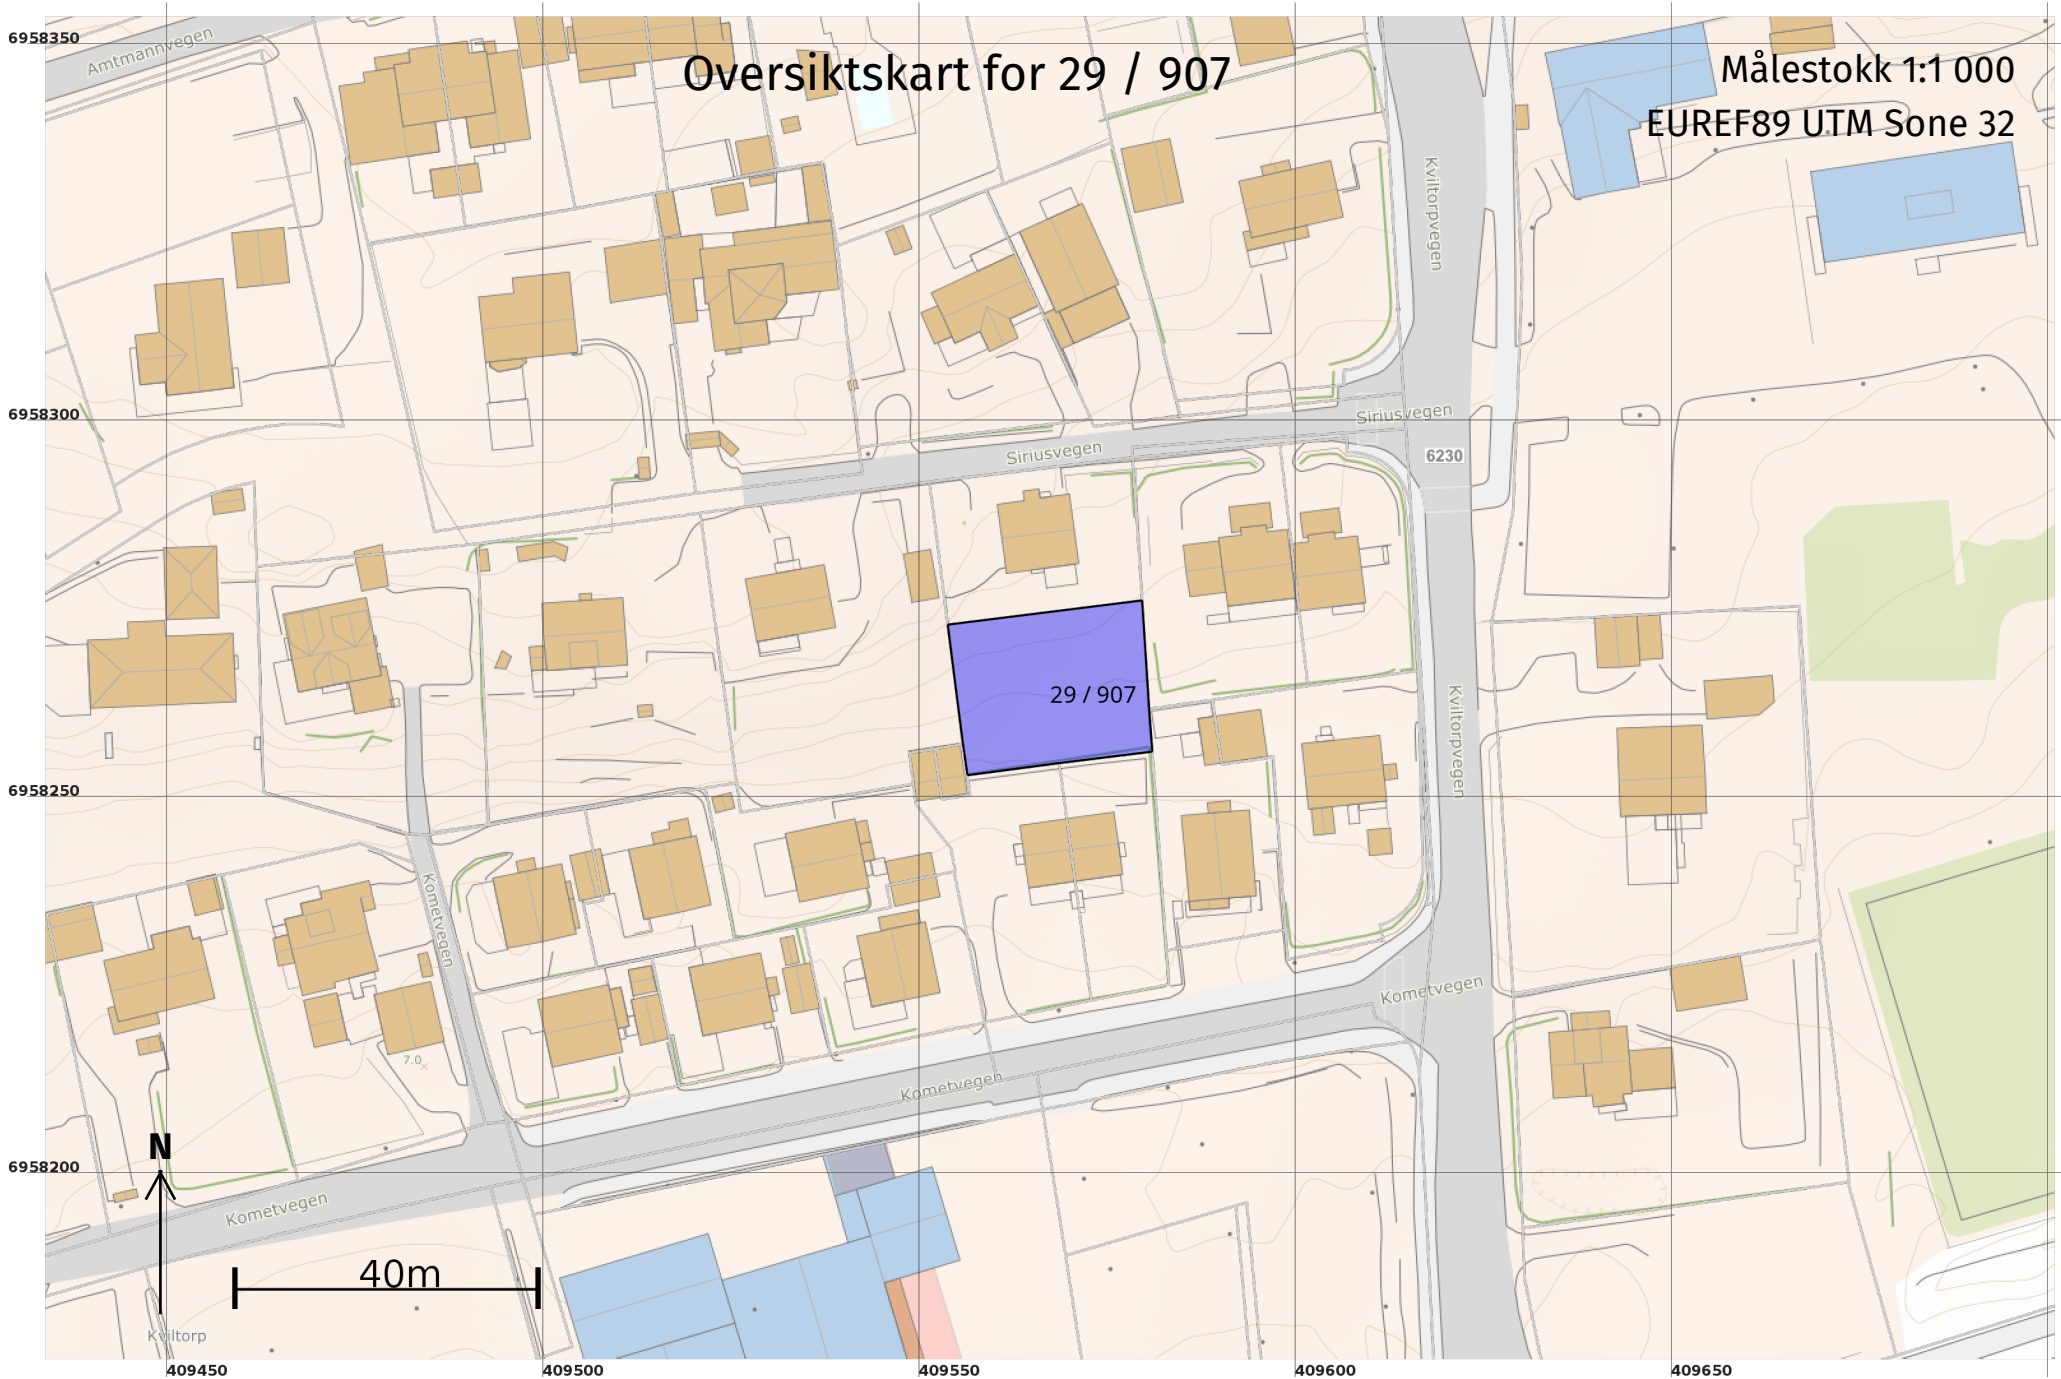 6958350
Amtmannvegen
Oversiktskart for 29 / 907
Målestokk 1:1 000
EUREF89 UTM Sone 32
Kviltorpvegen
6958300
Siriusvegen
Siriusvegen
6230
29 / 907
Kviltorpvegen
6958250
Kometvegen
Kometvegen
7.0
Kometvegen
N
6958200
Kometvegen
40m
Kviltorp
409450
409500
409550
409600
409650